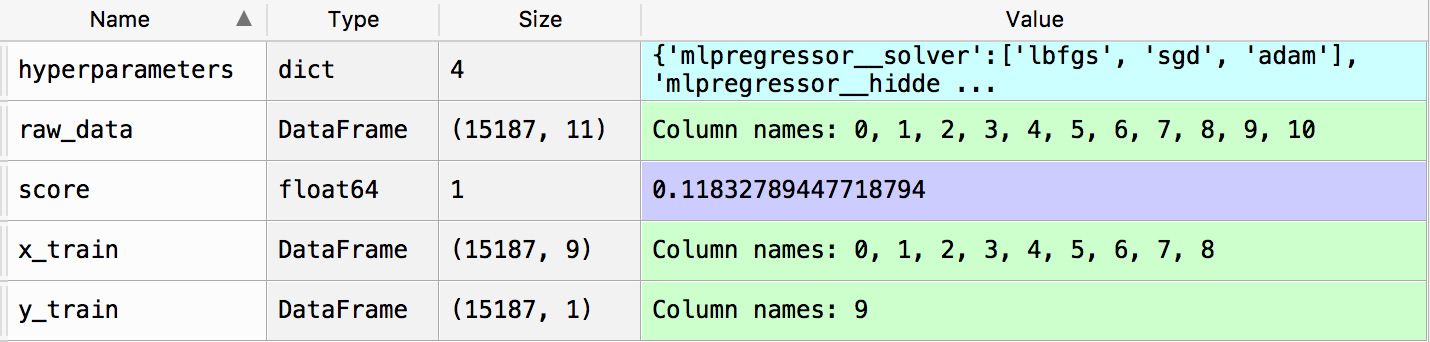 Name Type Size Value
hyperparameters dict 4 {'mlpregressor__solver':['lbfgs', 'sgd', 'adam'],
'mlpregressor__hidde ...
raw_data DataFrame (15187, 11) Column names: 0, 1, 2, 3, 4, 5, 6, 7, 8, 9, 10
score float64 1 0.11832789447718794
x_train DataFrame (15187, 9) Column names: 0, 1, 2, 3, 4, 5, 6, 7, 8
y_train DataFrame (15187, 1) Column names: 9